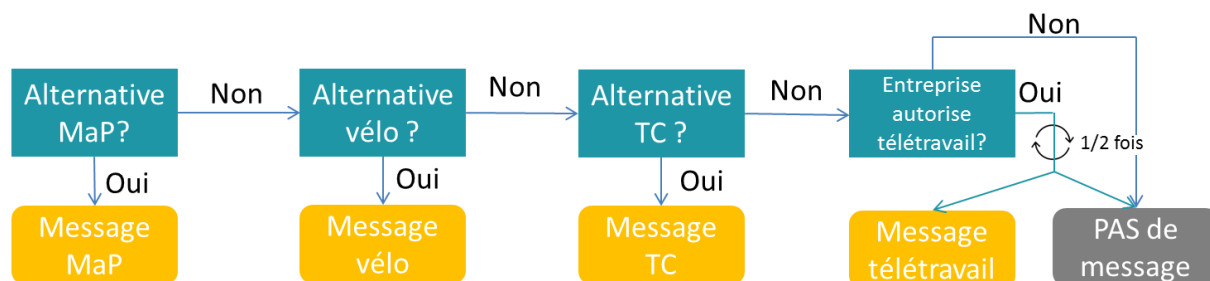 Non
Alternative
MaP?
Non
Alternative
vélo ?
Non
Alternative
TC ?
Non
Entreprise
autorise
télétravail?
Oui
1/2 fois
Oui
Oui
Oui
Message
MaP
Message
vélo
Message
TC
Message
télétravail
PAS de
message